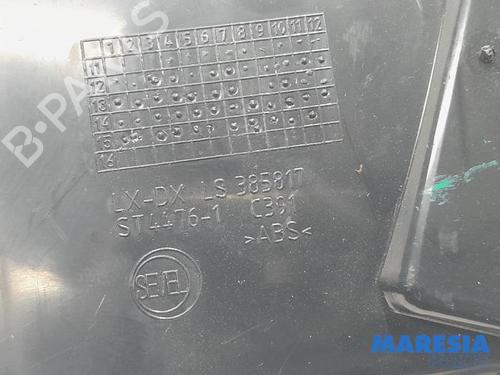 1 2 3 4 5 6 7 8 9 10 11 12
11
12
13
14
15
16
LX-DX LS 385817
ST4476-1 C391
>ABS<
SEVEL
B-PARTS
MARESIA